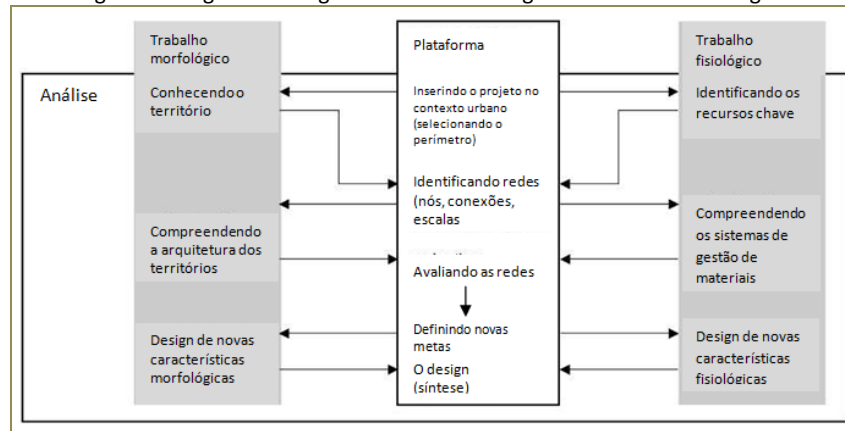 Trabalho
morfológico
Plataforma
Trabalho
fisiológico
Análise
Conhecendo o
território
Inserindo o projeto no
contexto urbano
(selecionando o
perímetro)
Identificando os
recursos chave
Identificando redes
(nós, conexões,
escalas
Compreendendo
a arquitetura dos
territórios
Compreendendo
os sistemas de
gestão de
materiais
Avaliando as redes
Design de novas
características
morfológicas
Definindo novas
metas
O design
(síntese)
Design de novas
características
fisiológicas